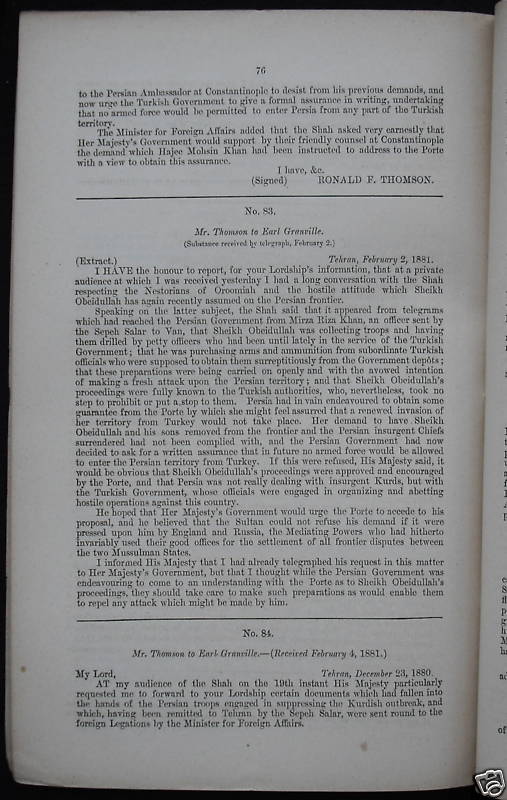 76
to the Persian Ambassador at Constantinople to desist from his previous demands, and
now urge the Turkish Government to give a formal assurance in writing, undertaking
that no armed force would be permitted to enter Persia from any part of the Turkish
territory.
The Minister for Foreign Affairs added that the Shah asked very earnestly that
Her Majesty's Government would support by their friendly counsel at Constantinople
the demand which Hajee Mohsin Khan had been instructed to address to the Porte
with a view to obtain this assurance.
I have, &c.
(Signed) RONALD F. THOMSON.
No. 83.
Mr. Thomson to Earl Granville.
(Substance received by telegraph, February 2.)
(Extract.) Tehran, February 2, 1881.
I HAVE the honour to report, for your Lordship's information, that at a private
audience at which I was received yesterday I had a long conversation with the Shah
respecting the Nestorians of Oroomiah and the hostile attitude which Sheikh
Obeidullah has again recently assumed on the Persian frontier.
Speaking on the latter subject, the Shah said that it appeared from telegrams
which had reached the Persian Government from Mirza Riza Khan, an officer sent by
the Sepeh Salar to Van, that Sheikh Obeidullah was collecting troops and having
them drilled by petty officers who had been until lately in the service of the Turkish
Government; that he was purchasing arms and ammunition from subordinate Turkish
officials who were supposed to obtain them surreptitiously from the Government depôts;
that these preparations were being carried on openly and with the avowed intention
of making a fresh attack upon the Persian territory; and that Sheikh Obeidullah's
proceedings were fully known to the Turkish authorities, who, nevertheless, took no
step to prohibit or put a stop to them. Persia had in vain endeavoured to obtain some
guarantee from the Porte by which she might feel assured that a renewed invasion of
her territory from Turkey would not take place. Her demand to have Sheikh
Obeidullah and his sons removed from the frontier and the Persian insurgent Chiefs
surrendered had not been complied with, and the Persian Government had now
decided to ask for a written assurance that in future no armed force would be allowed
to enter the Persian territory from Turkey. If this were refused, His Majesty said, it
would be obvious that Sheikh Obeidullah's proceedings were approved and encouraged
by the Porte, and that Persia was not really dealing with insurgent Kurds, but with
the Turkish Government, whose officials were engaged in organizing and abetting
hostile operations against this country.
He hoped that Her Majesty's Government would urge the Porte to accede to his
proposal, and he believed that the Sultan could not refuse his demand if it were
pressed upon him by England and Russia, the Mediating Powers who had hitherto
invariably used their good offices for the settlement of all frontier disputes between
the two Mussulman States.
I informed His Majesty that I had already telegraphed his request in this matter
to Her Majesty's Government, but that I thought while the Persian Government was
endeavouring to come to an understanding with the Porte as to Sheikh Obeidullah's
proceedings, they should take care to make such preparations as would enable them
to repel any attack which might be made by him.
No. 84.
Mr. Thomson to Earl Granville.—(Received February 4, 1881.)
My Lord, Tehran, December 23, 1880.
AT my audience of the Shah on the 19th instant His Majesty particularly
requested me to forward to your Lordship certain documents which had fallen into
the hands of the Persian troops engaged in suppressing the Kurdish outbreak, and
which, having been remitted to Tehran by the Sepeh Salar, were sent round to the
foreign Legations by the Minister for Foreign Affairs.